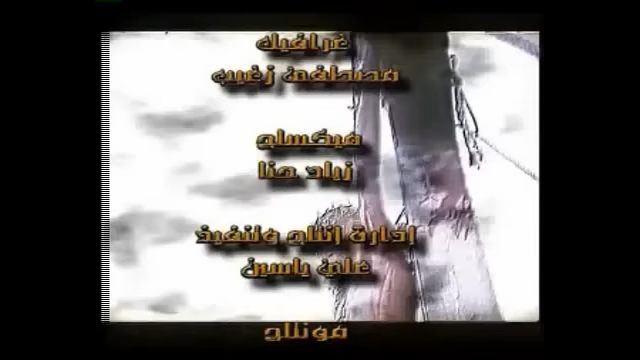 غرافيك
مصطفى زغيب
ميكساج
زياد حنا
إدارة إنتاج وتنفيذ
علي ياسين
مونتاج